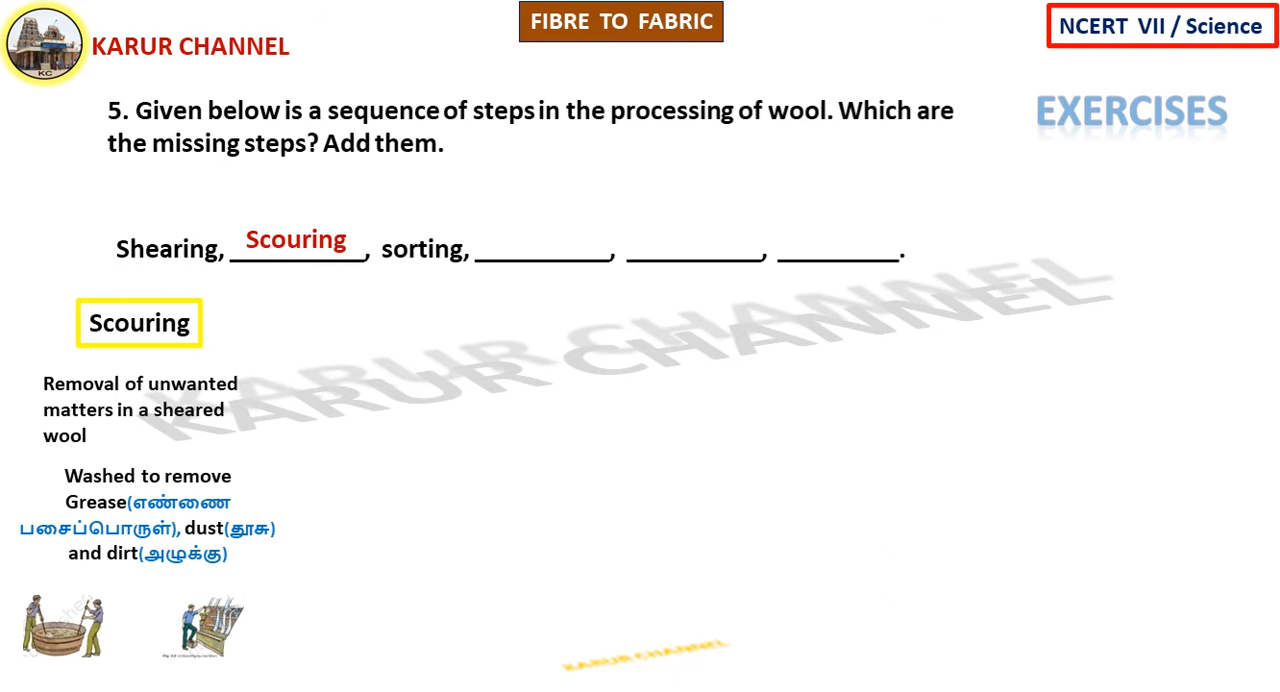 FIBRE TO FABRIC
NCERT VII / Science
KARUR CHANNEL
KC
EXERCISES
5. Given below is a sequence of steps in the processing of wool. Which are
the missing steps? Add them.
Shearing, Scouring, sorting, __________, __________, _________.
Scouring
Removal of unwanted
matters in a sheared
wool
Washed to remove
Grease(எண்ணை
பசைப்பொருள்), dust(தூசு)
and dirt(அழுக்கு)
KARUR CHANNEL
KARUR CHANNEL